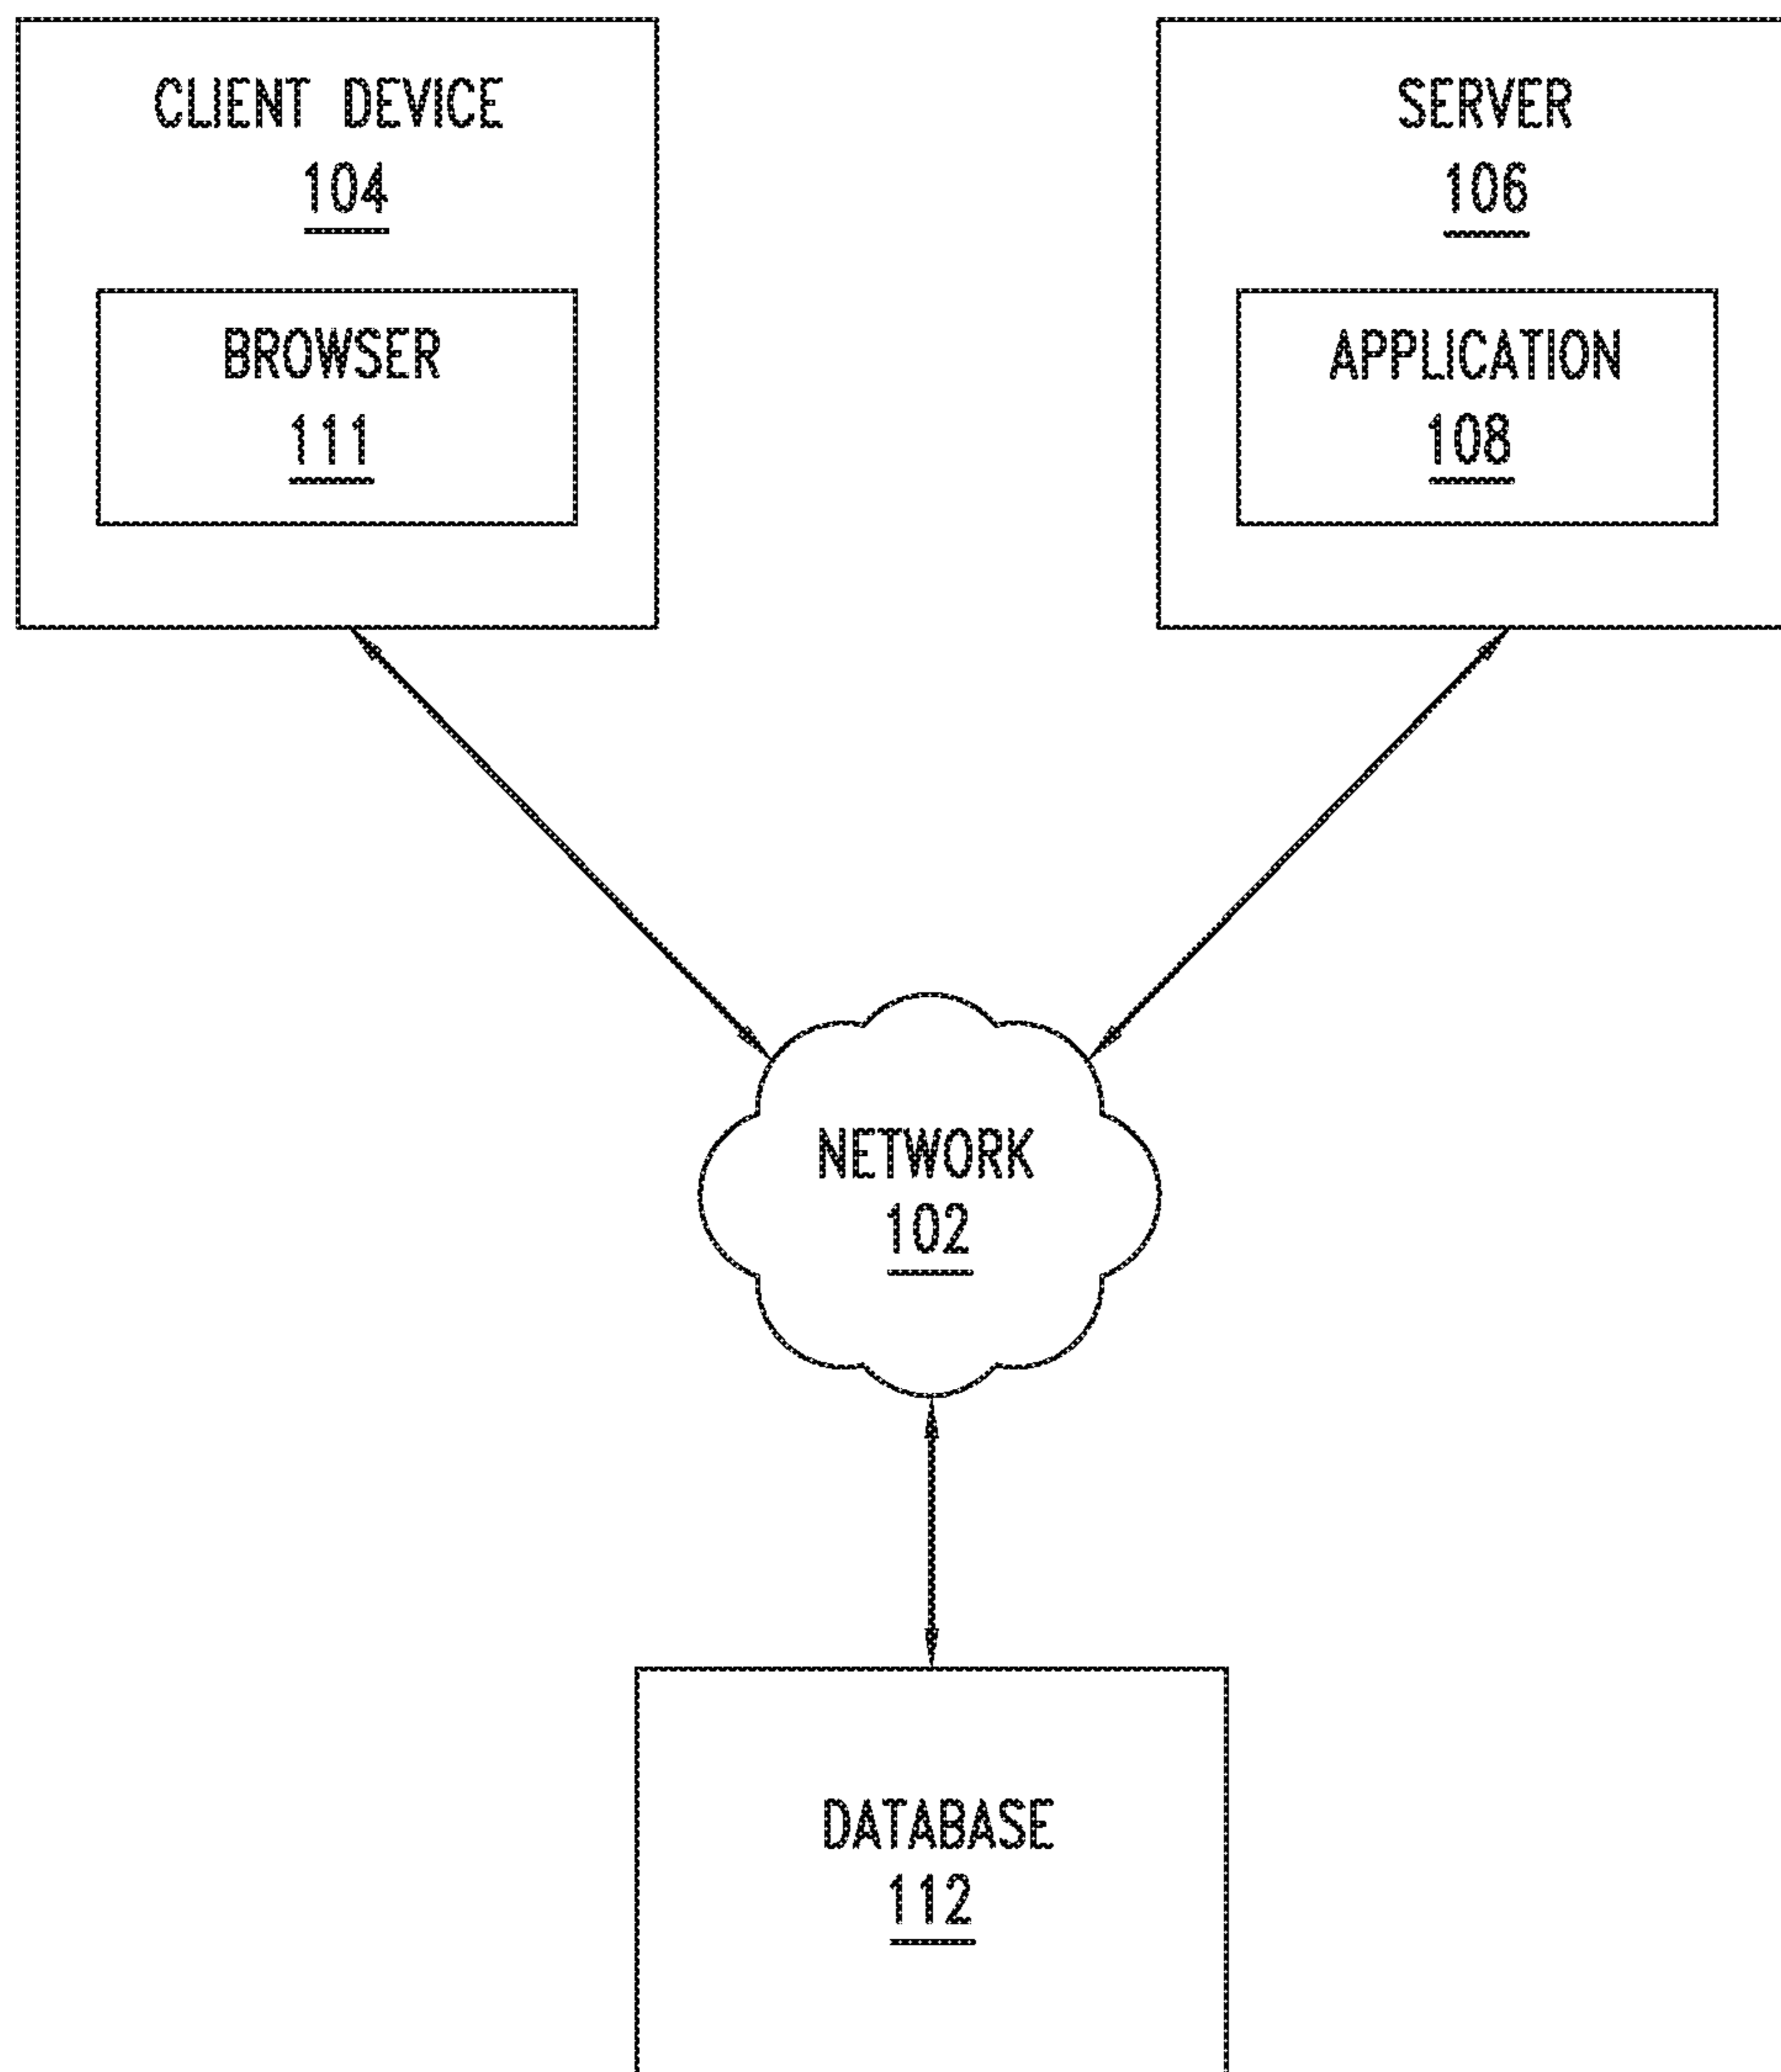 CLIENT DEVICE
104
BROWSER
111
SERVER
106
APPLICATION
108
NETWORK
102
DATABASE
112